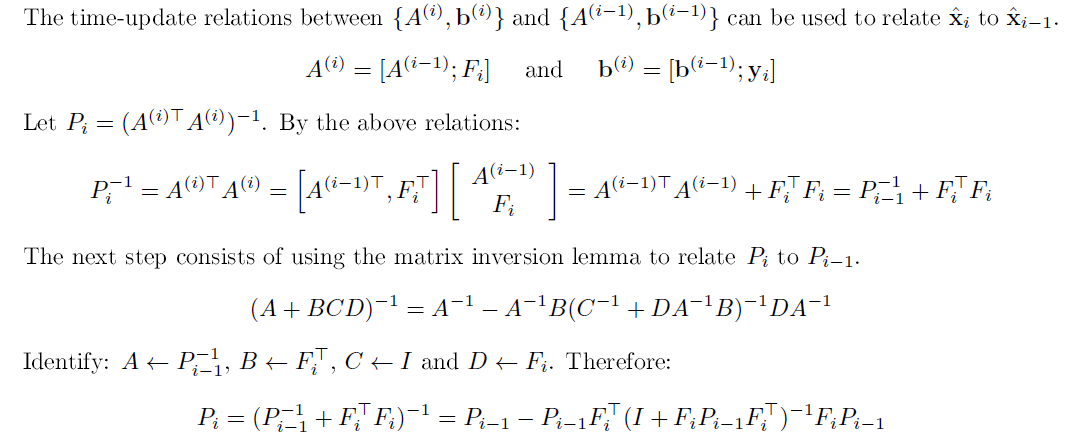 The time-update relations between {A^{(i)}, b^{(i)}} and {A^{(i−1)}, b^{(i−1)}} can be used to relate x̂_i to x̂_{i−1}.
A^{(i)} = [A^{(i−1)}; F_i] and b^{(i)} = [b^{(i−1)}; y_i]
Let P_i = (A^{(i)⊤} A^{(i)})^{−1}. By the above relations:
P_i^{−1} = A^{(i)⊤} A^{(i)} = [A^{(i−1)⊤}, F_i^⊤] [ A^{(i−1)} ; F_i ] = A^{(i−1)⊤} A^{(i−1)} + F_i^⊤ F_i = P_{i−1}^{−1} + F_i^⊤ F_i
The next step consists of using the matrix inversion lemma to relate P_i to P_{i−1}.
(A + BCD)^{−1} = A^{−1} − A^{−1}B(C^{−1} + DA^{−1}B)^{−1}DA^{−1}
Identify: A ← P_{i−1}^{−1}, B ← F_i^⊤, C ← I and D ← F_i. Therefore:
P_i = (P_{i−1}^{−1} + F_i^⊤ F_i)^{−1} = P_{i−1} − P_{i−1}F_i^⊤(I + F_i P_{i−1}F_i^⊤)^{−1}F_i P_{i−1}